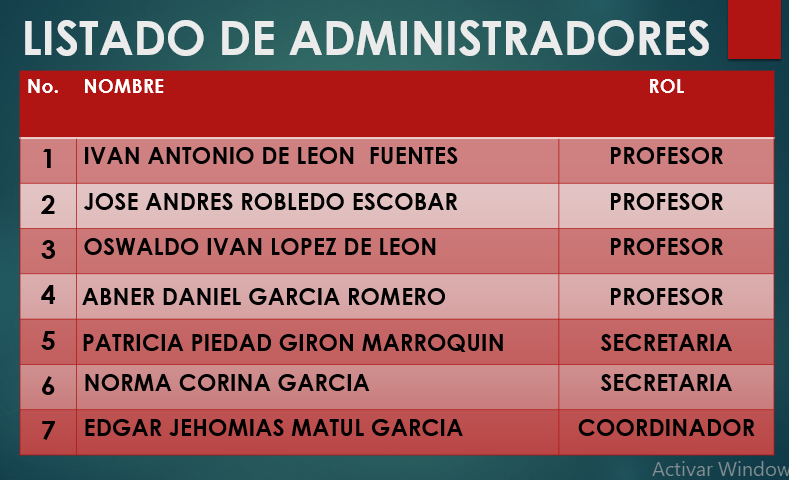 LISTADO DE ADMINISTRADORES
No. NOMBRE ROL
1 IVAN ANTONIO DE LEON FUENTES PROFESOR
2 JOSE ANDRES ROBLEDO ESCOBAR PROFESOR
3 OSWALDO IVAN LOPEZ DE LEON PROFESOR
4 ABNER DANIEL GARCIA ROMERO PROFESOR
5 PATRICIA PIEDAD GIRON MARROQUIN SECRETARIA
6 NORMA CORINA GARCIA SECRETARIA
7 EDGAR JEHOMIAS MATUL GARCIA COORDINADOR
Activar Window